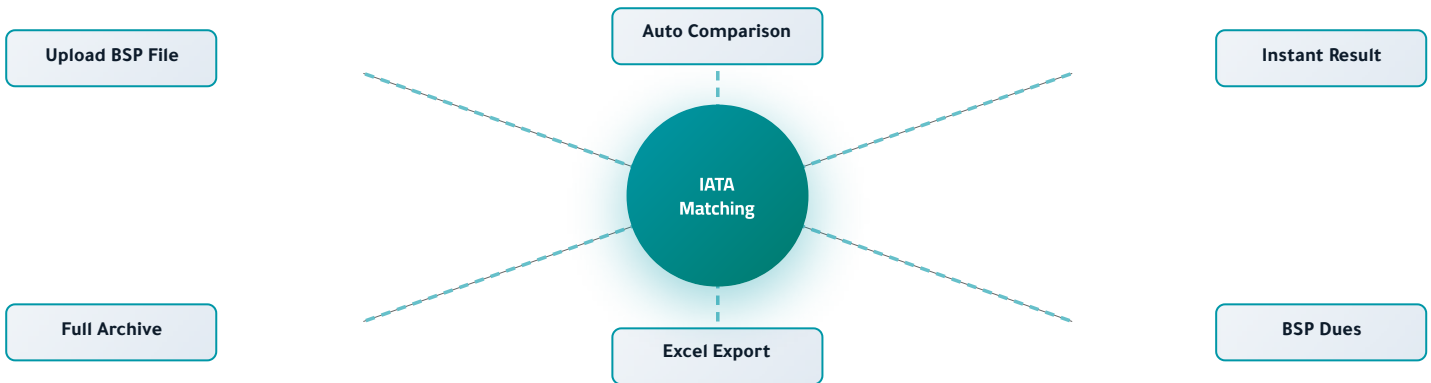 Upload BSP File
Auto Comparison
Instant Result
IATA
Matching
Full Archive
Excel Export
BSP Dues